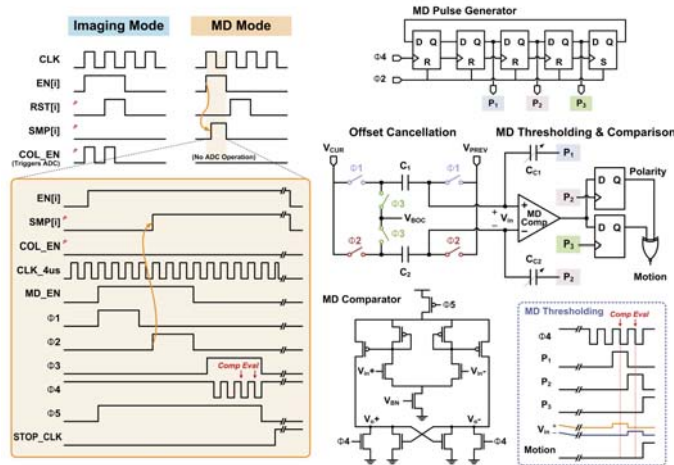 Imaging Mode
MD Mode
CLK
EN[i]
RST[i]
SMP[i]
COL_EN
(Triggers ADC)
(No ADC Operation)
EN[i]
SMP[i]
COL_EN
CLK_4us
MD_EN
Φ1
Φ2
Φ3
Comp Eval
Φ4
Φ5
STOP_CLK
MD Pulse Generator
D Q D Q D Q D Q D Q
Φ4
R R R R S
Φ2
P1 P2 P3
Offset Cancellation
MD Thresholding & Comparison
VCUR
VPREV
C1
CC1
P1
Φ1
Φ1
Φ3
VBOC
Φ3
Φ2
Φ2
C2
+
Vin
−
+
MD
Comp
−
P2
D Q
Polarity
D Q
P3
CC2
P2
Motion
MD Comparator
Φ5
Vin+
Vin-
VBN
Vo+
Vo-
Φ4
Φ4
MD Thresholding
Comp Eval
Φ4
P1
P2
P3
Vin + −
Motion